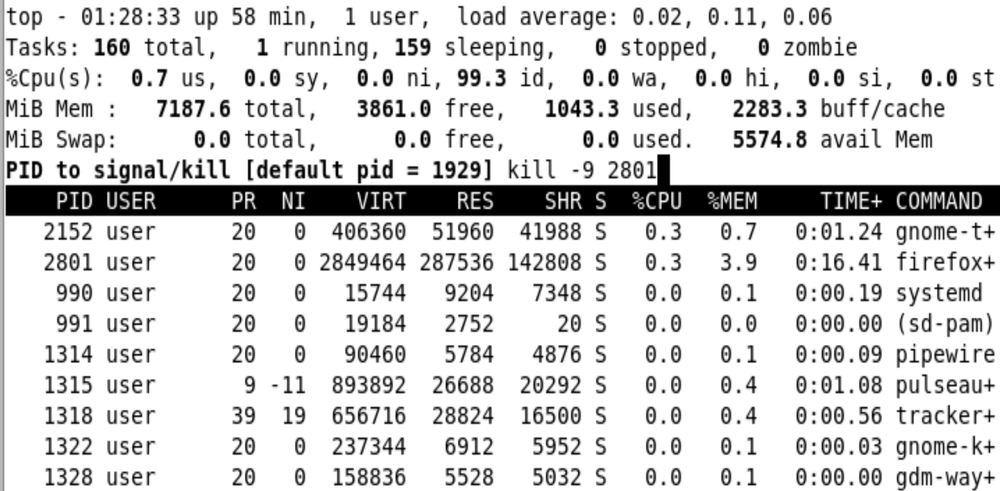 top - 01:28:33 up 58 min,  1 user,  load average: 0.02, 0.11, 0.06
Tasks: 160 total,   1 running, 159 sleeping,   0 stopped,   0 zombie
%Cpu(s):  0.7 us,  0.0 sy,  0.0 ni, 99.3 id,  0.0 wa,  0.0 hi,  0.0 si,  0.0 st
MiB Mem :   7187.6 total,   3861.0 free,   1043.3 used,   2283.3 buff/cache
MiB Swap:      0.0 total,      0.0 free,      0.0 used.   5574.8 avail Mem
PID to signal/kill [default pid = 1929] kill -9 2801
    PID USER      PR  NI    VIRT    RES    SHR S  %CPU  %MEM     TIME+ COMMAND
   2152 user      20   0  406360  51960  41988 S   0.3   0.7   0:01.24 gnome-t+
   2801 user      20   0 2849464 287536 142808 S   0.3   3.9   0:16.41 firefox+
    990 user      20   0   15744   9204   7348 S   0.0   0.1   0:00.19 systemd
    991 user      20   0   19184   2752     20 S   0.0   0.0   0:00.00 (sd-pam)
   1314 user      20   0   90460   5784   4876 S   0.0   0.1   0:00.09 pipewire
   1315 user       9 -11  893892  26688  20292 S   0.0   0.4   0:01.08 pulseau+
   1318 user      39  19  656716  28824  16500 S   0.0   0.4   0:00.56 tracker+
   1322 user      20   0  237344   6912   5952 S   0.0   0.1   0:00.03 gnome-k+
   1328 user      20   0  158836   5528   5032 S   0.0   0.1   0:00.00 gdm-way+